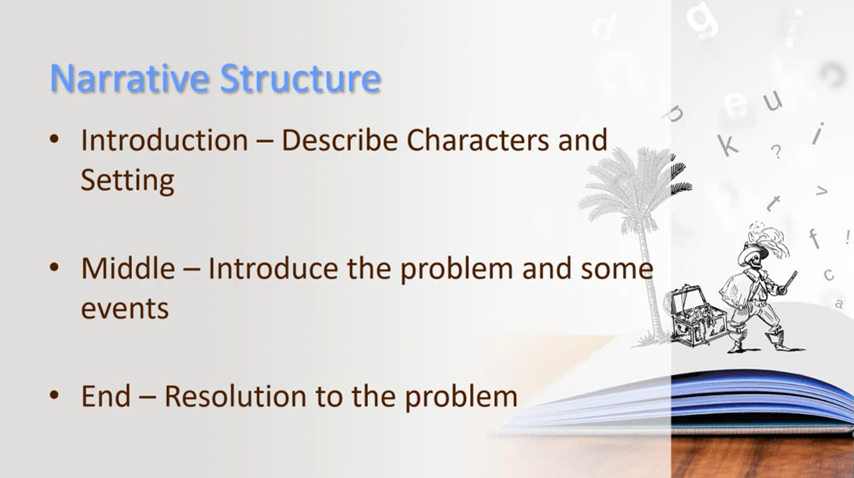 Narrative Structure
• Introduction – Describe Characters and
Setting
• Middle – Introduce the problem and some
events
• End – Resolution to the problem
g
d
i
e
u
p
k
?
i
>
t
f
!
c
a